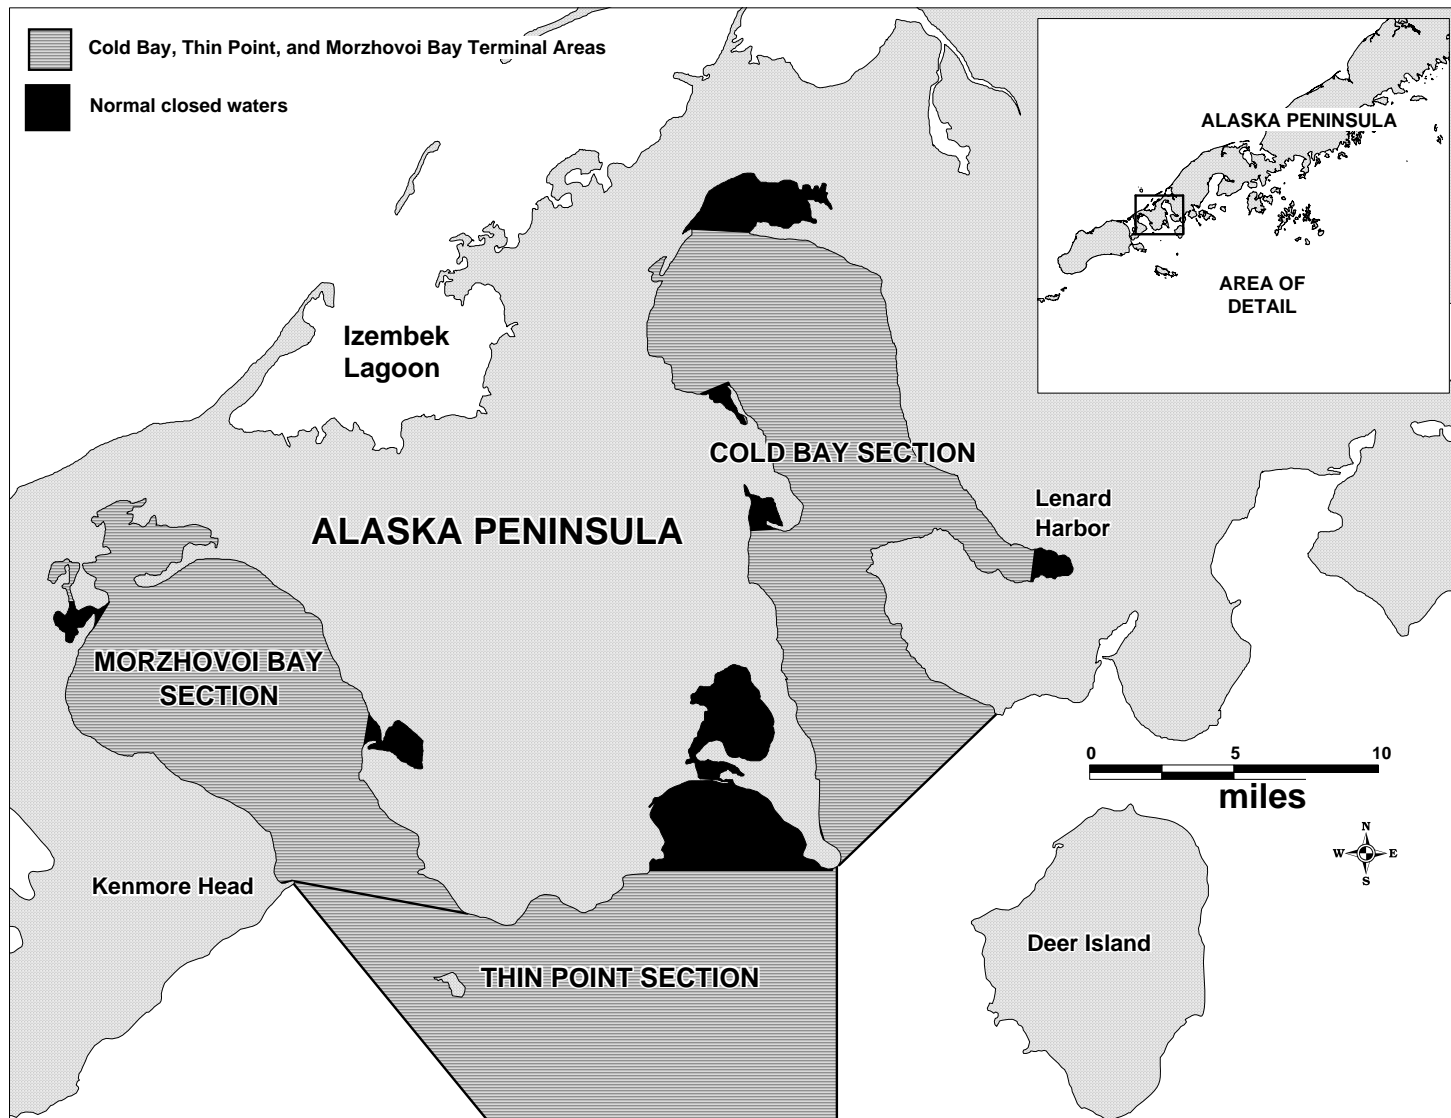 Cold Bay, Thin Point, and Morzhovoi Bay Terminal Areas
Normal closed waters
ALASKA PENINSULA
AREA OF
DETAIL
Izembek
Lagoon
COLD BAY SECTION
Lenard
Harbor
ALASKA PENINSULA
MORZHOVOI BAY
SECTION
0 5 10
miles
N
W E
S
Kenmore Head
Deer Island
THIN POINT SECTION